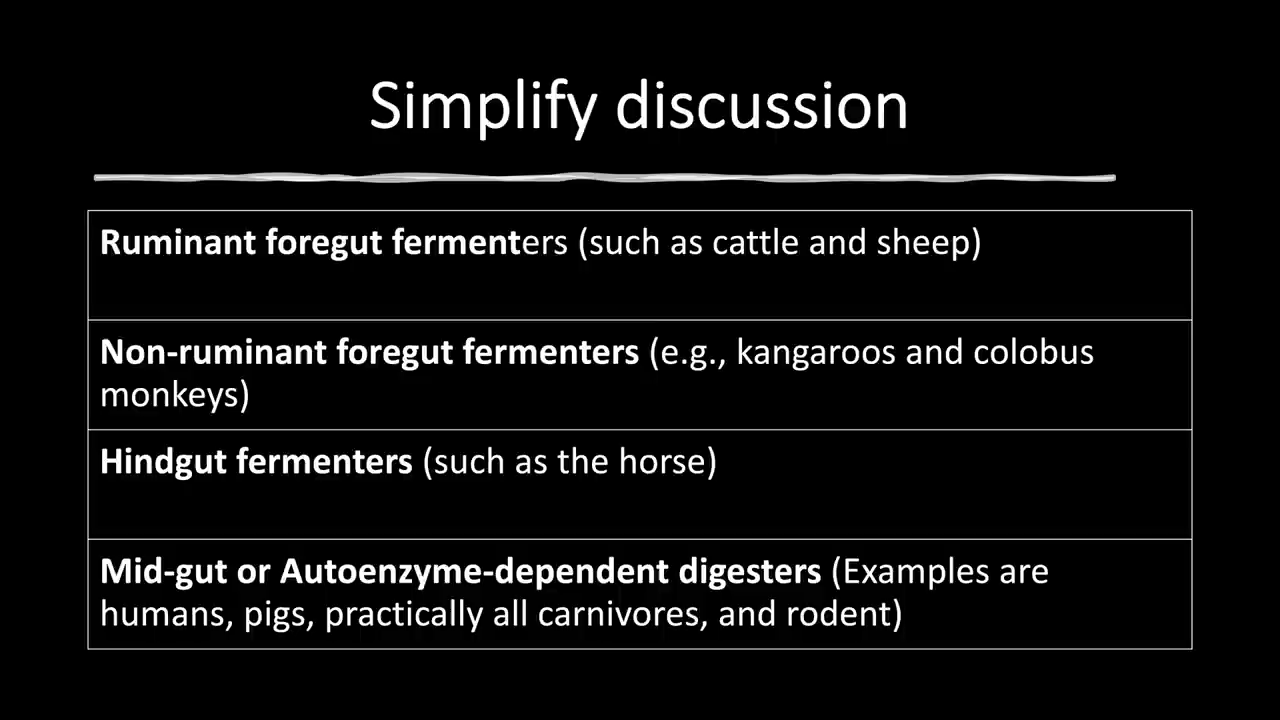 Simplify discussion
Ruminant foregut fermenters (such as cattle and sheep)
Non-ruminant foregut fermenters (e.g., kangaroos and colobus
monkeys)
Hindgut fermenters (such as the horse)
Mid-gut or Autoenzyme-dependent digesters (Examples are
humans, pigs, practically all carnivores, and rodent)